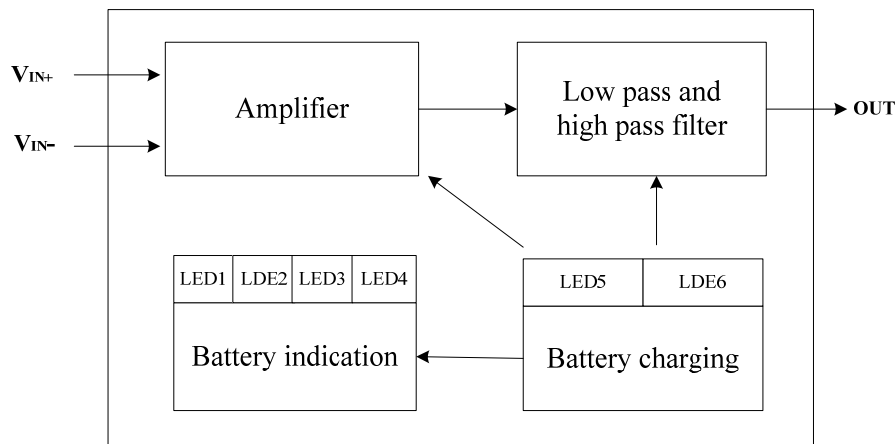 VIN+
VIN-
Amplifier
Low pass and
high pass filter
OUT
LED1 LDE2 LED3 LED4
Battery indication
LED5 LDE6
Battery charging